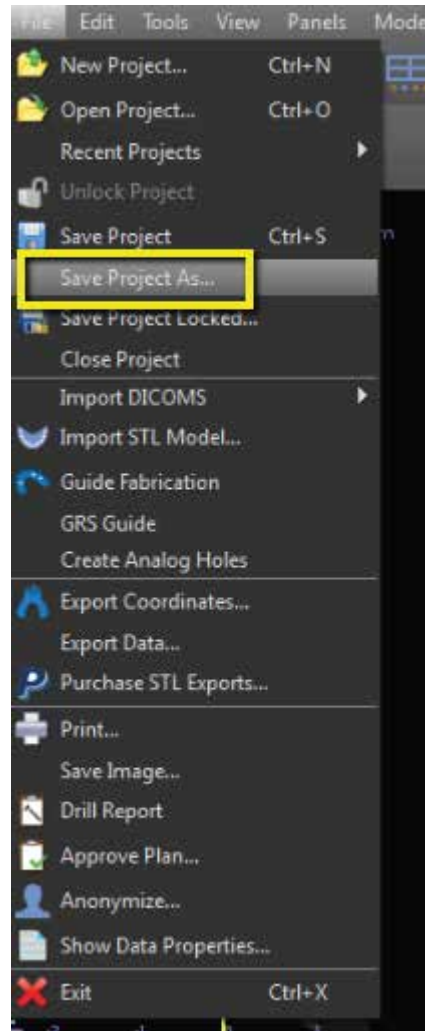 File Edit Tools View Panels Mode
New Project... Ctrl+N
Open Project... Ctrl+O
Recent Projects
Unlock Project
Save Project Ctrl+S
Save Project As...
Save Project Locked...
Close Project
Import DICOMS
Import STL Model...
Guide Fabrication
GRS Guide
Create Analog Holes
Export Coordinates...
Export Data...
Purchase STL Exports...
Print...
Save Image...
Drill Report
Approve Plan...
Anonymize...
Show Data Properties...
Exit Ctrl+X